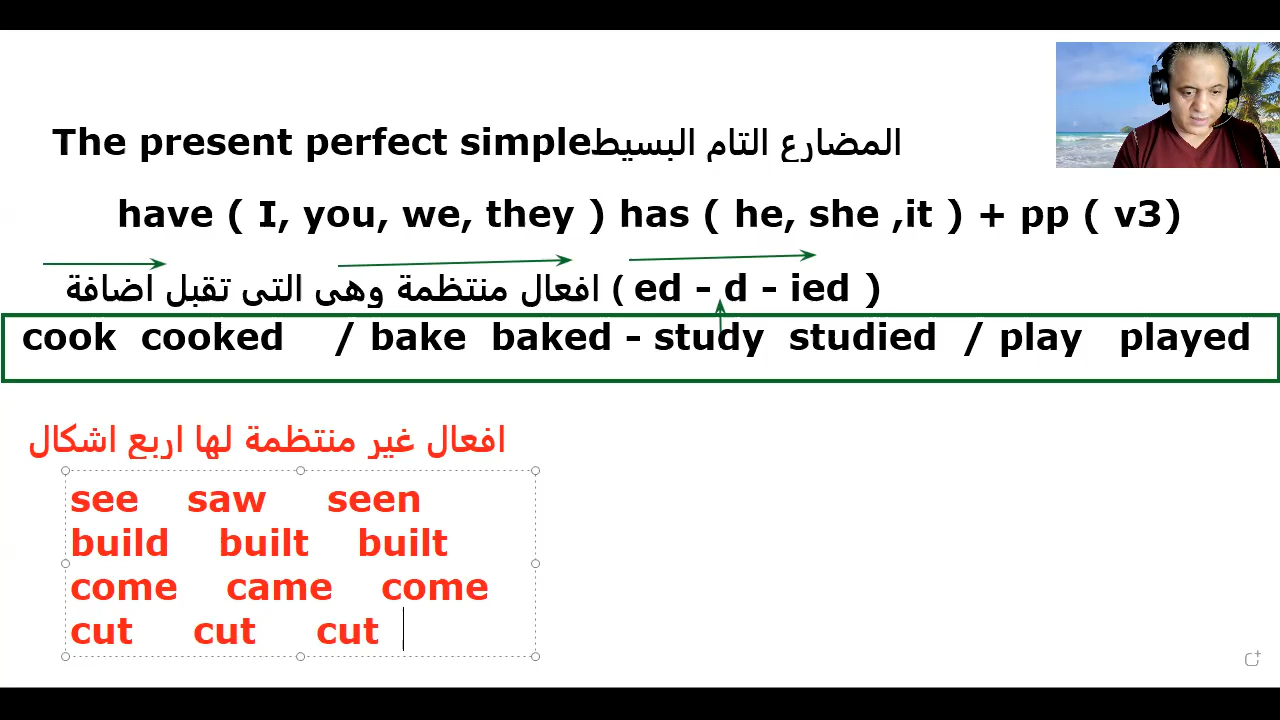 The present perfect simpleالمضارع التام البسيط
have ( I, you, we, they ) has ( he, she ,it ) + pp ( v3)
افعال منتظمة وهى التى تقبل اضافة ( ed - d - ied )
cook cooked / bake baked - study studied / play played
افعال غير منتظمة لها اربع اشكال
see saw seen
build built built
come came come
cut cut cut